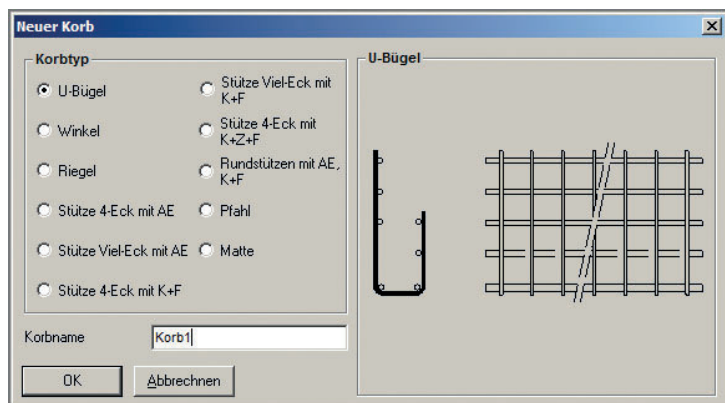 Neuer Korb
Korbtyp
U-Bügel
Winkel
Riegel
Stütze 4-Eck mit AE
Stütze Viel-Eck mit AE
Stütze 4-Eck mit K+F
Stütze Viel-Eck mit
K+F
Stütze 4-Eck mit
K+Z+F
Rundstützen mit AE,
K+F
Pfahl
Matte
U-Bügel
Korbname
Korb1
OK
Abbrechnen